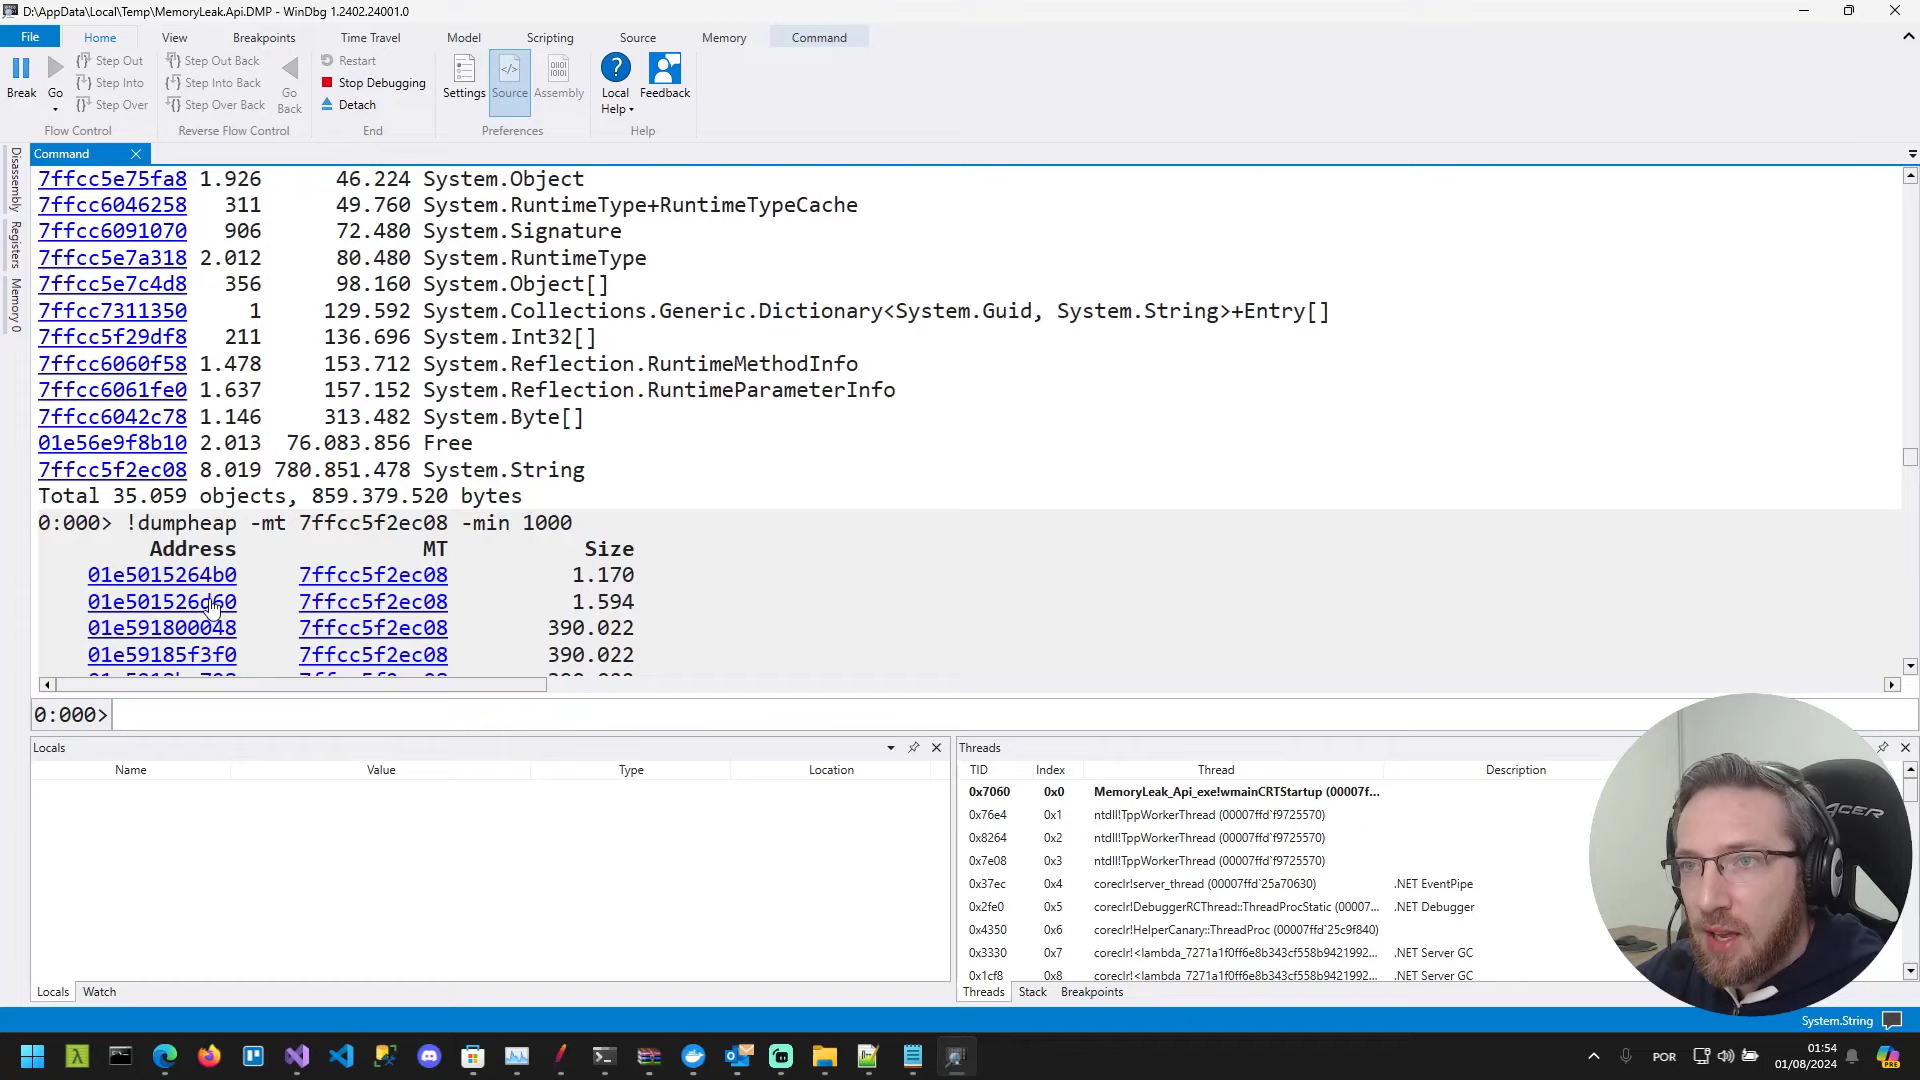 D:\AppData\Local\Temp\MemoryLeak.Api.DMP - WinDbg 1.2402.24001.0
File Home View Breakpoints Time Travel Model Scripting Source Memory Command
Step Out Step Out Back Restart
Step Into Step Into Back Stop Debugging
Step Over Step Over Back Detach
Break Go Go Back Settings Source Assembly Local Help Feedback
Flow Control Reverse Flow Control End Preferences Help
Command
Disassembly
Registers
Memory 0
7ffcc5e75fa8 1.926 46.224 System.Object
7ffcc6046258 311 49.760 System.RuntimeType+RuntimeTypeCache
7ffcc6091070 906 72.480 System.Signature
7ffcc5e7a318 2.012 80.480 System.RuntimeType
7ffcc5e7c4d8 356 98.160 System.Object[]
7ffcc7311350 1 129.592 System.Collections.Generic.Dictionary<System.Guid, System.String>+Entry[]
7ffcc5f29df8 211 136.696 System.Int32[]
7ffcc6060f58 1.478 153.712 System.Reflection.RuntimeMethodInfo
7ffcc6061fe0 1.637 157.152 System.Reflection.RuntimeParameterInfo
7ffcc6042c78 1.146 313.482 System.Byte[]
01e56e9f8b10 2.013 76.083.856 Free
7ffcc5f2ec08 8.019 780.851.478 System.String
Total 35.059 objects, 859.379.520 bytes
0:000> !dumpheap -mt 7ffcc5f2ec08 -min 1000
Address MT Size
01e5015264b0 7ffcc5f2ec08 1.170
01e501526d60 7ffcc5f2ec08 1.594
01e591800048 7ffcc5f2ec08 390.022
01e59185f3f0 7ffcc5f2ec08 390.022
0:000>
Locals
Name Value Type Location
Locals Watch
Threads
TID Index Thread Description
0x7060 0x0 MemoryLeak_Api_exe!wmainCRTStartup (00007f...
0x76e4 0x1 ntdll!TppWorkerThread (00007ffd`f9725570)
0x8264 0x2 ntdll!TppWorkerThread (00007ffd`f9725570)
0x7e08 0x3 ntdll!TppWorkerThread (00007ffd`f9725570)
0x37ec 0x4 coreclr!server_thread (00007ffd`25a70630) .NET EventPipe
0x2fe0 0x5 coreclr!DebuggerRCThread::ThreadProcStatic (00007... .NET Debugger
0x4350 0x6 coreclr!HelperCanary::ThreadProc (00007ffd`25c9f840)
0x3330 0x7 coreclr!<lambda_7271a1f0ff6e8b343cf558b9421992... .NET Server GC
0x1cf8 0x8 coreclr!<lambda_7271a1f0ff6e8b343cf558b9421992... .NET Server GC
Threads Stack Breakpoints
ACER
System.String
POR
01:54
01/08/2024